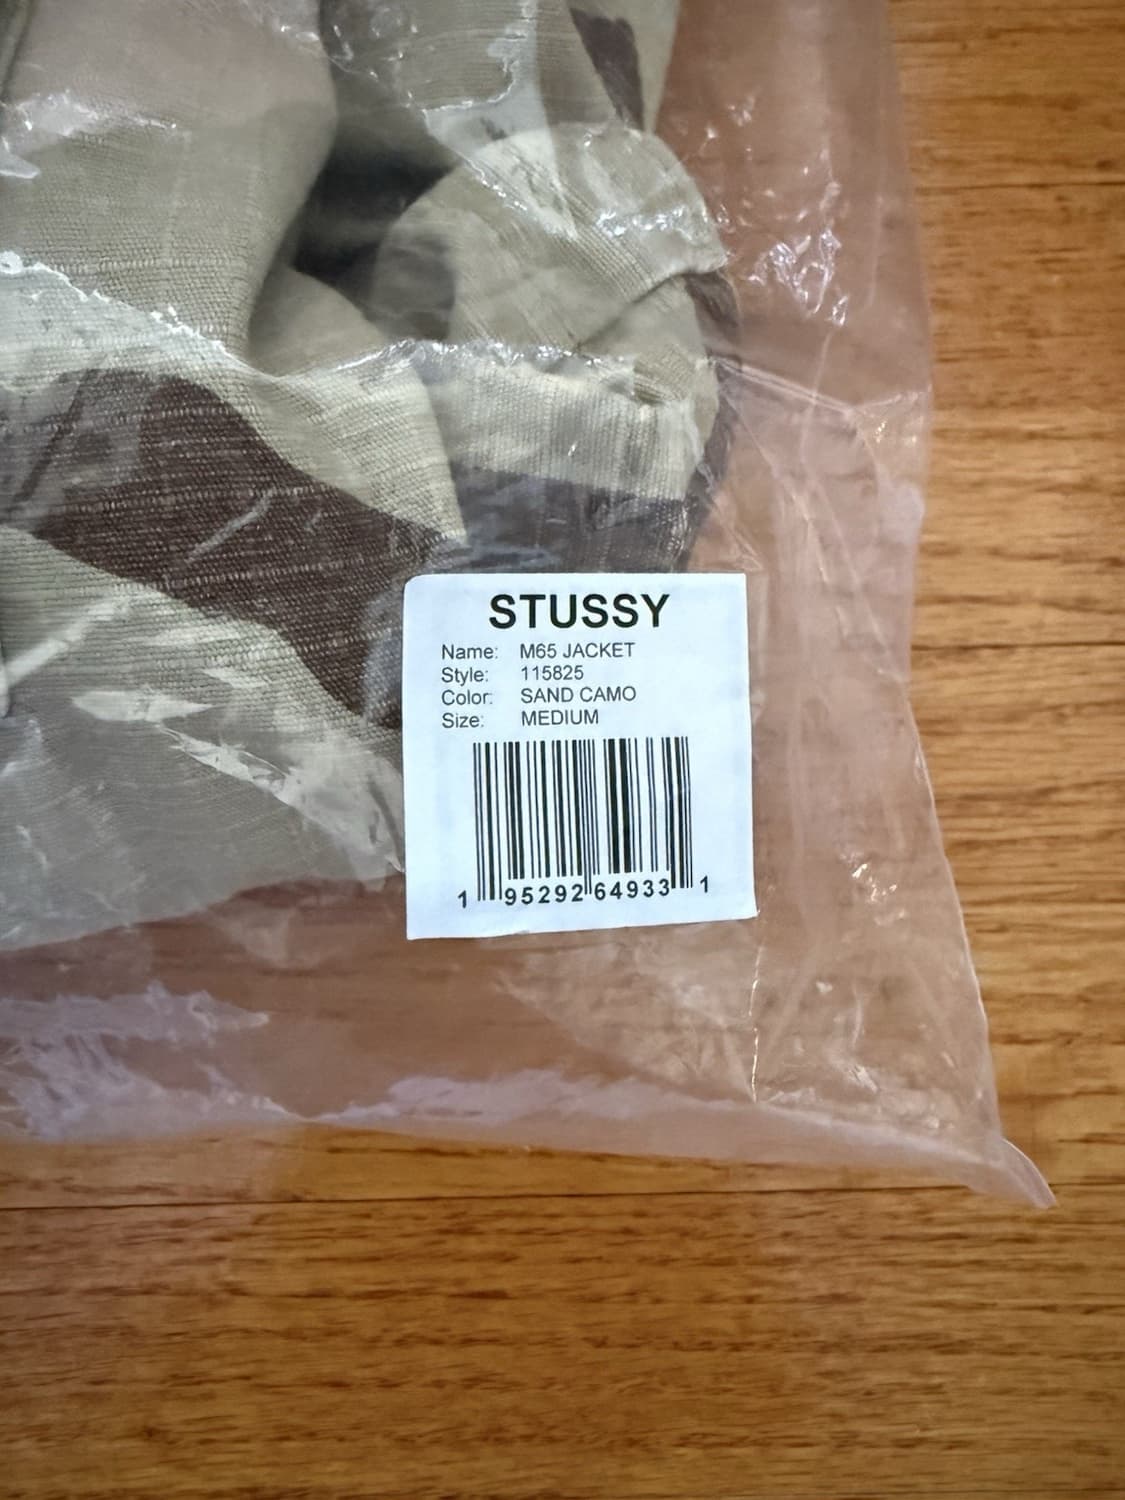 STUSSY
Name: M65 JACKET
Style: 115825
Color: SAND CAMO
Size: MEDIUM
1 95292 64933 1